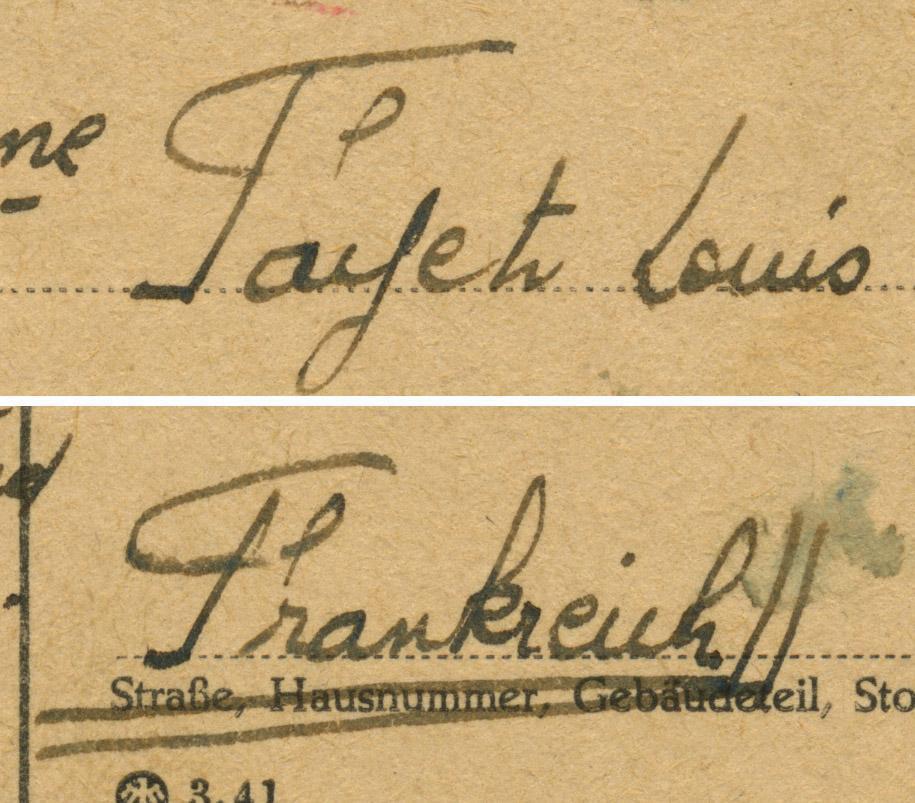 ne Fayet Louis
Frankreich
Straße, Hausnummer, Gebäudeteil, Sto
3.41